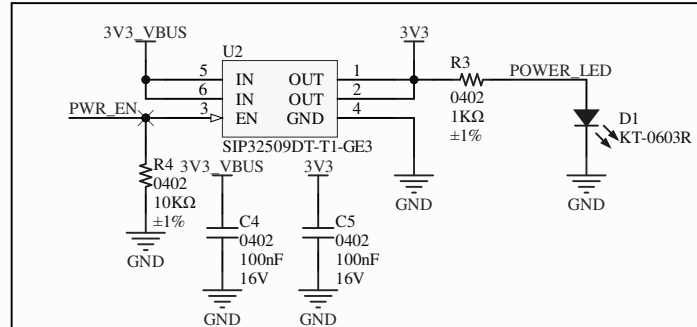 3V3_VBUS
3V3
U2
R3
POWER_LED
5 IN OUT 1
6 IN OUT 2
PWR_EN 3 EN GND 4
0402
1KΩ
±1%
D1
KT-0603R
SIP32509DT-T1-GE3
R4
0402
10KΩ
±1%
GND
3V3_VBUS
C4
0402
100nF
16V
GND
3V3
C5
0402
100nF
16V
GND
GND
GND